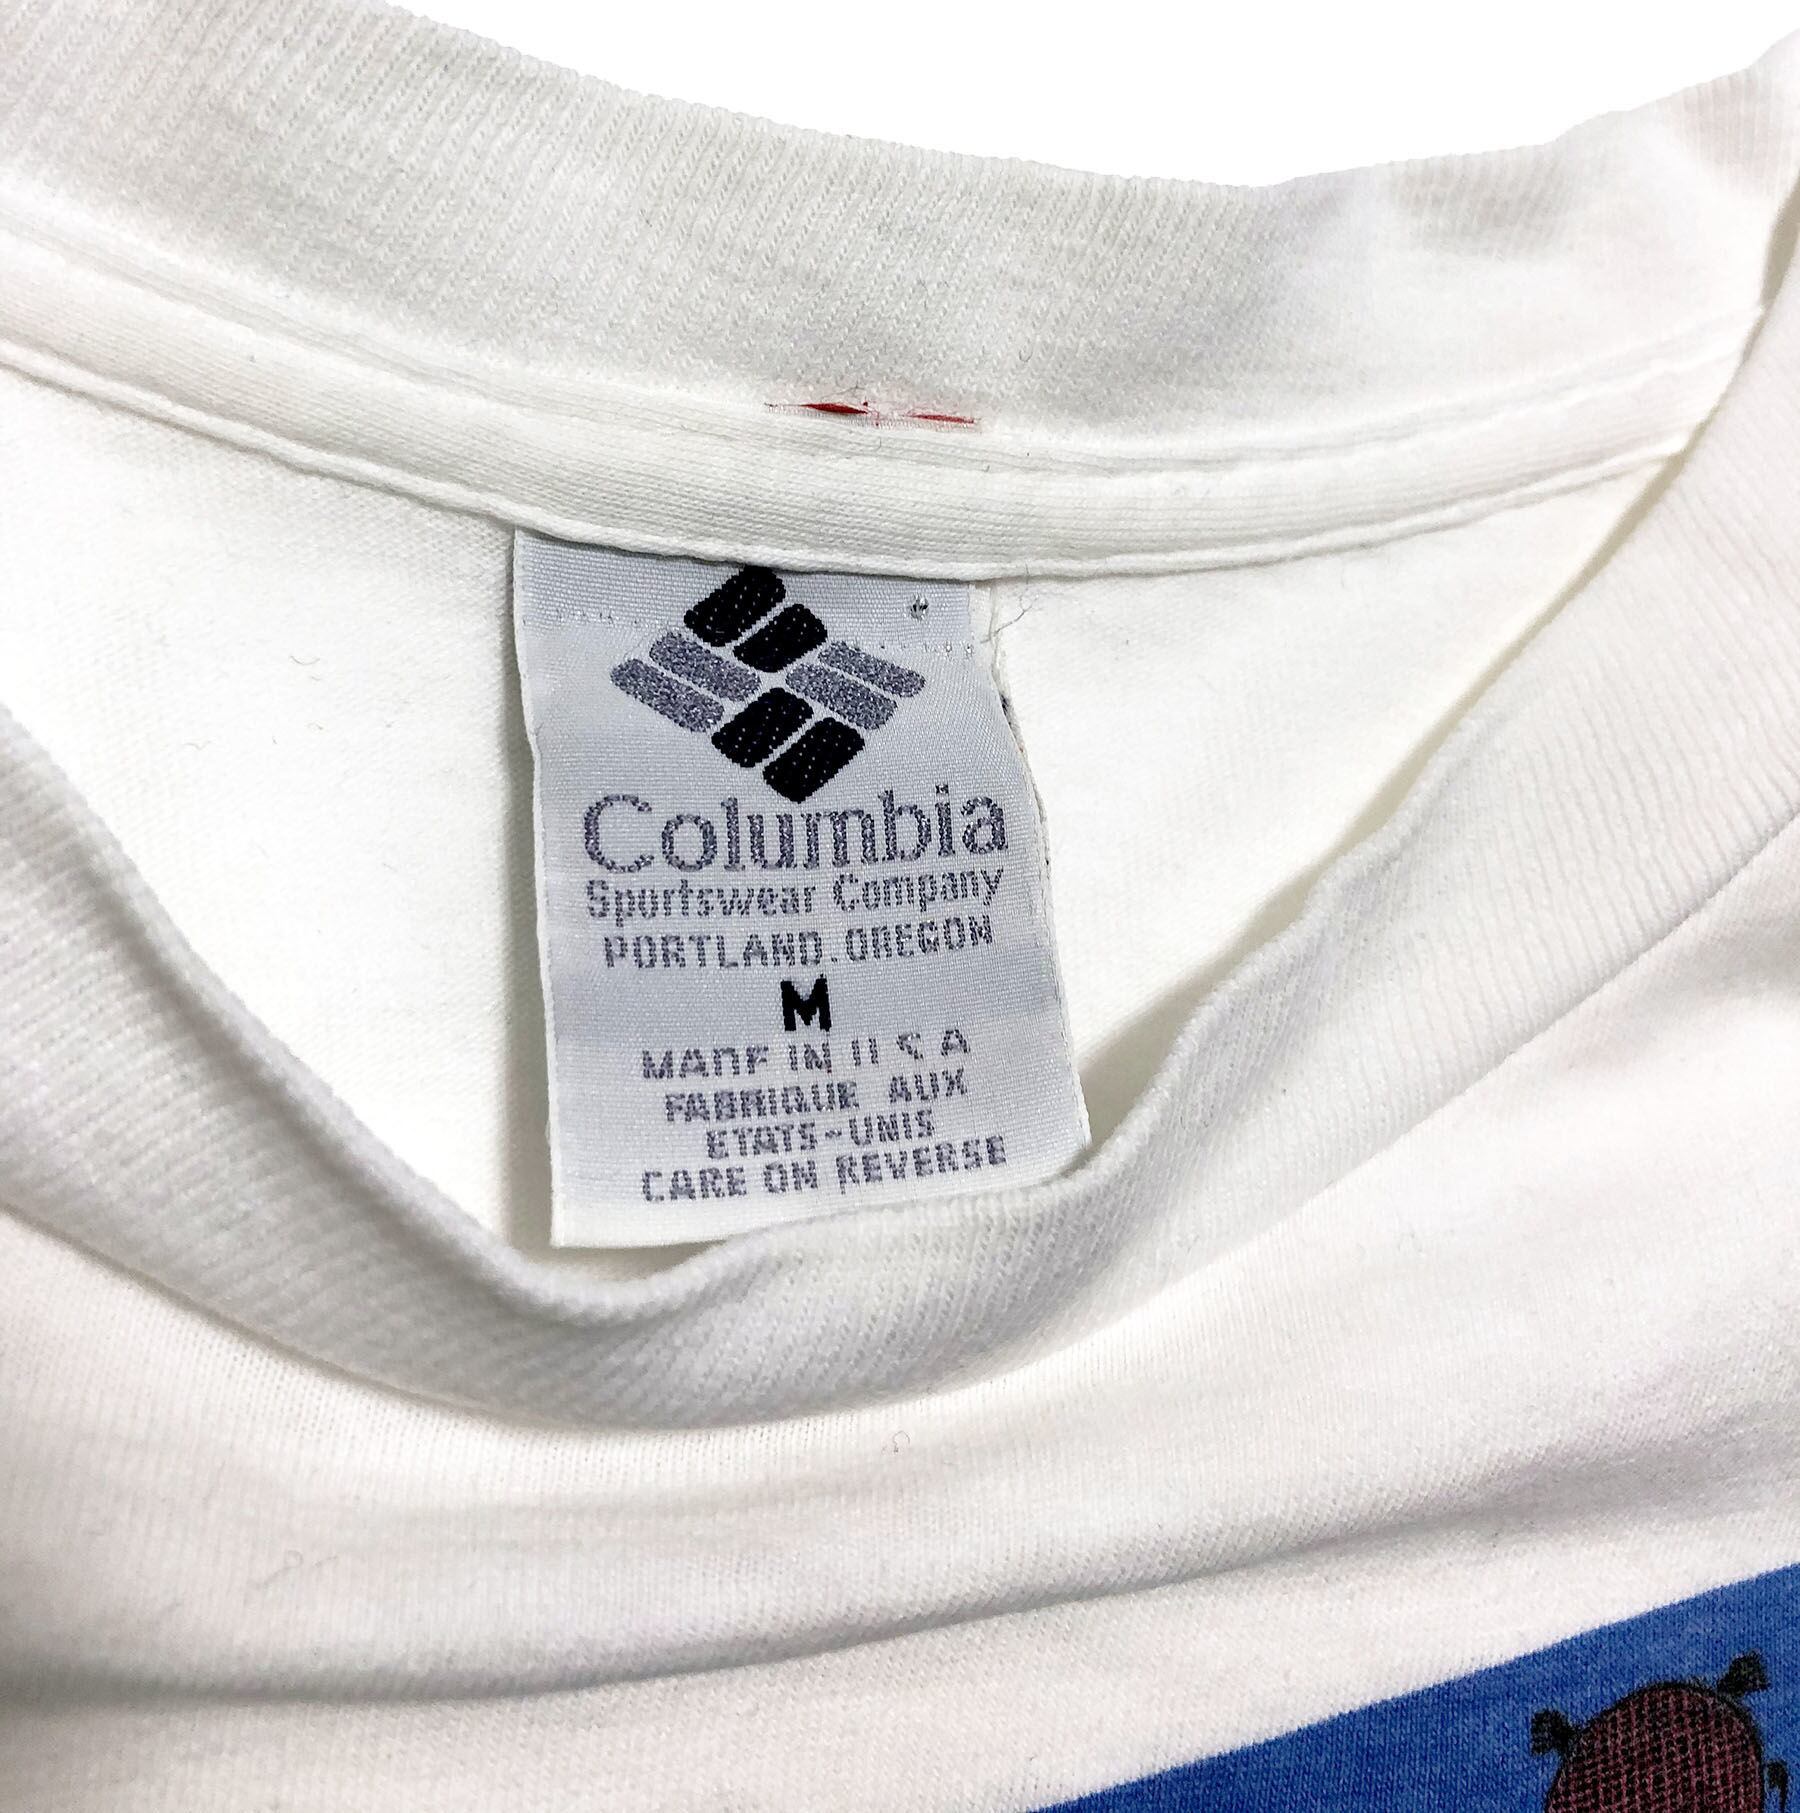 Columbia
Sportswear Company
PORTLAND.OREGON
M
MADE IN U S A
FABRIQUE AUX
ETATS-UNIS
CARE ON REVERSE